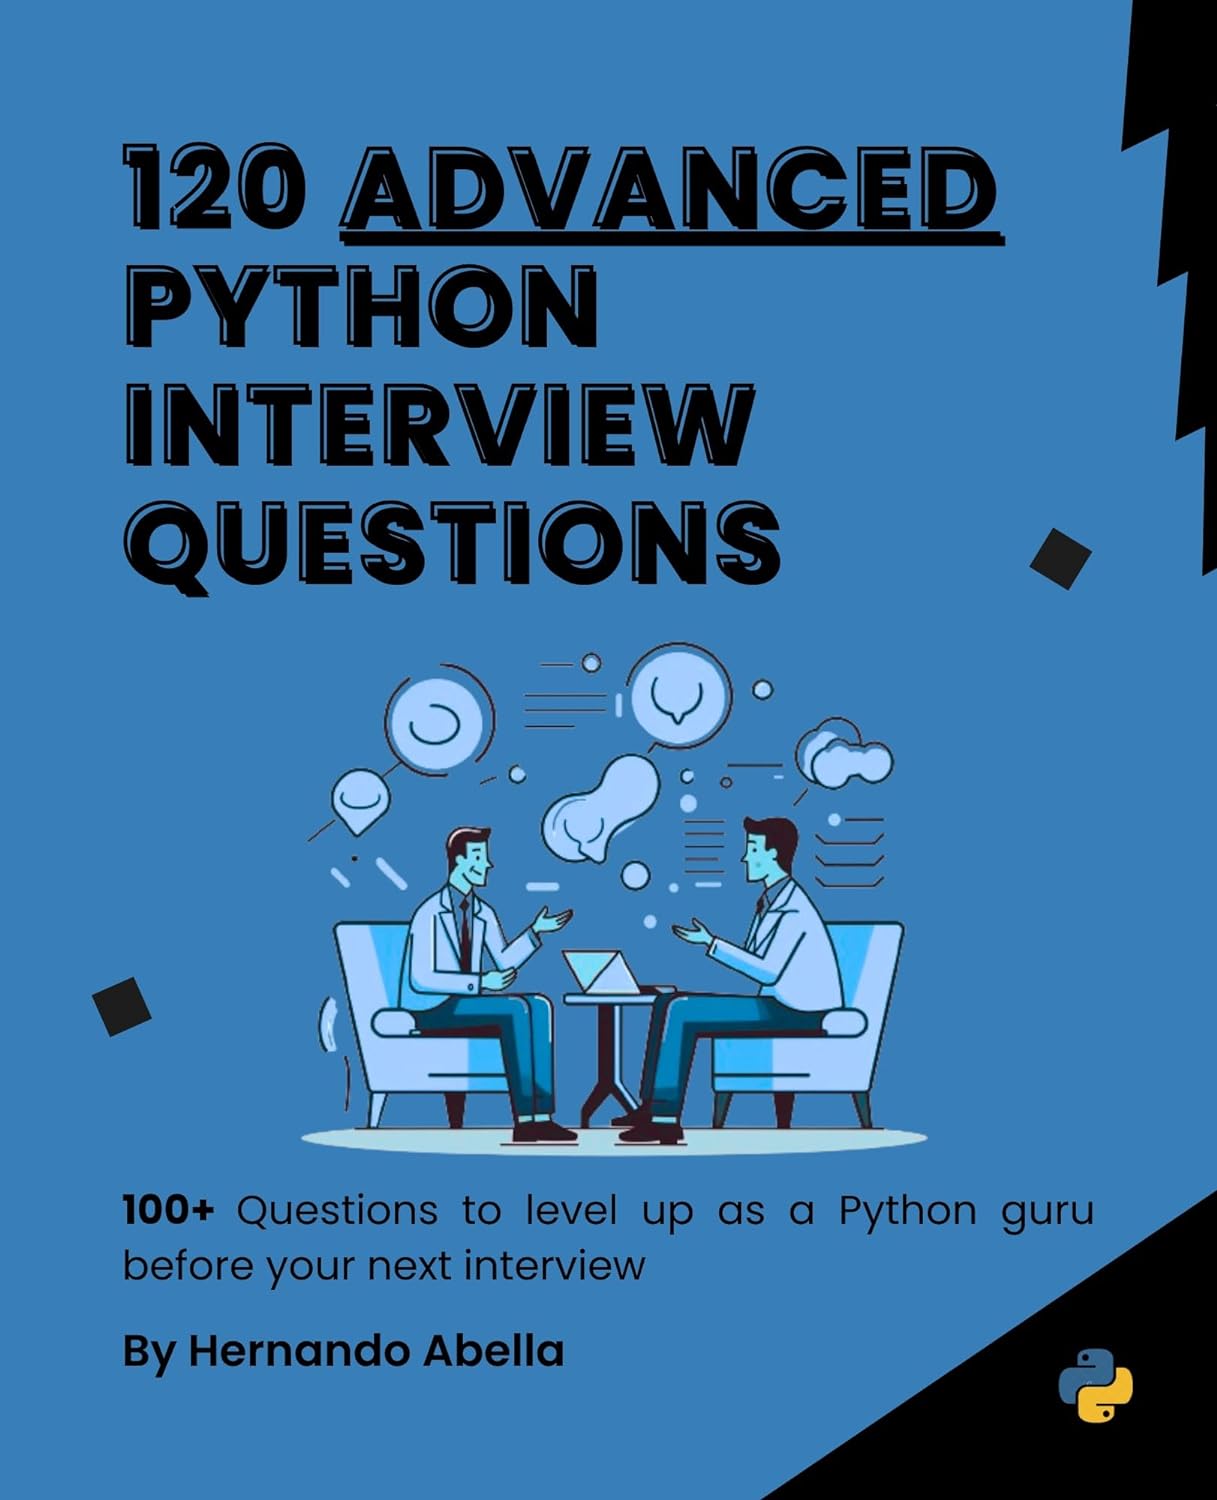 120 ADVANCED
PYTHON
INTERVIEW
QUESTIONS
100+ Questions to level up as a Python guru
before your next interview
By Hernando Abella